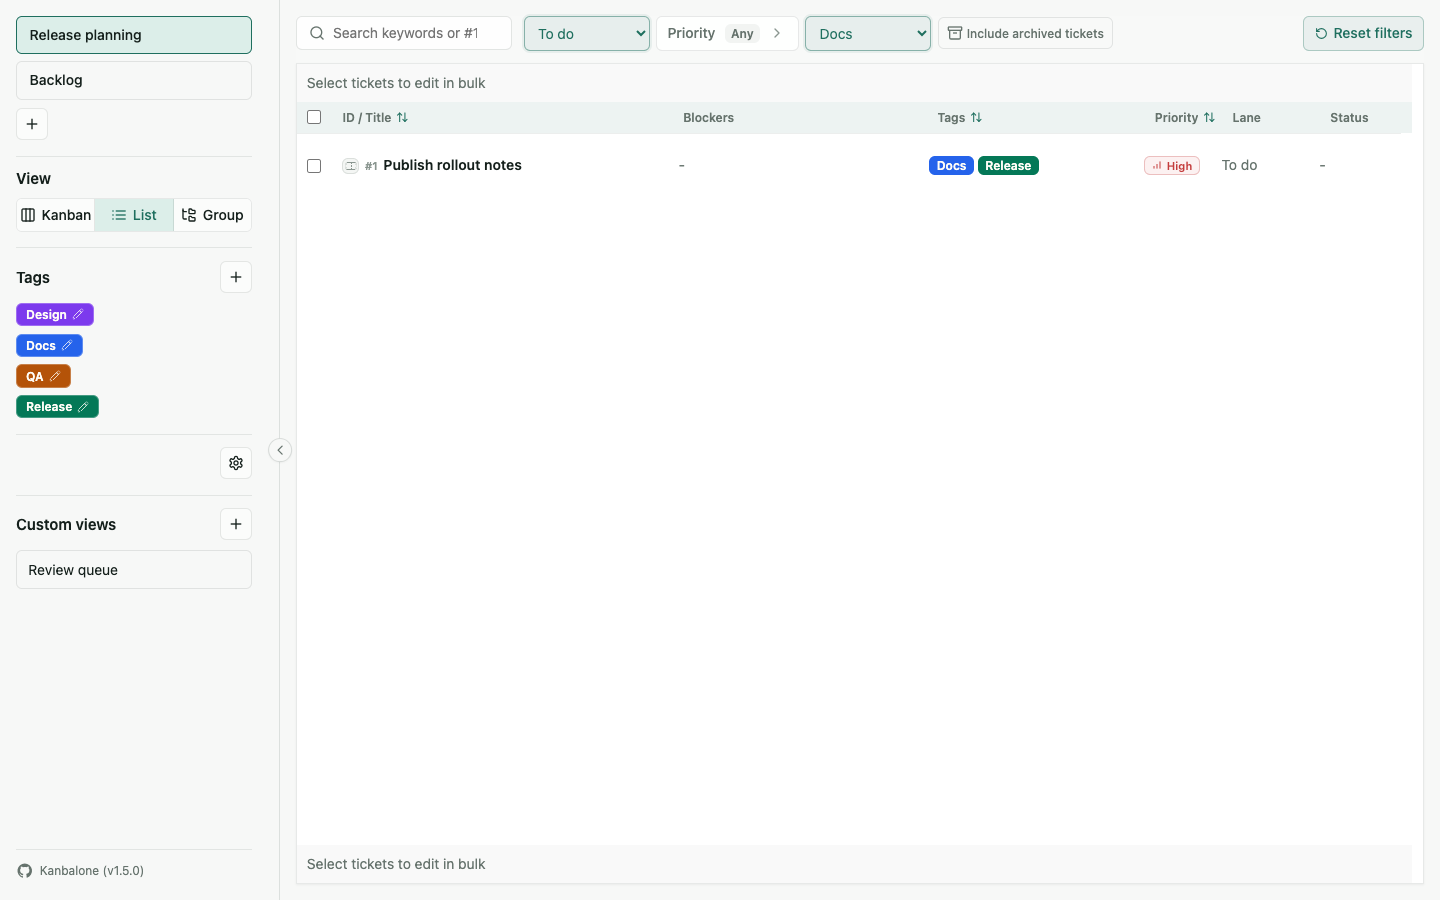 Release planning
Backlog
View
Kanban
List
Group
Tags
Design
Docs
QA
Release
Custom views
Review queue
Kanbalone (v1.5.0)
Search keywords or #1
To do
Priority Any
Docs
Include archived tickets
Reset filters
Select tickets to edit in bulk
ID / Title Blockers Tags Priority Lane Status
#1 Publish rollout notes - Docs Release High To do -
Select tickets to edit in bulk